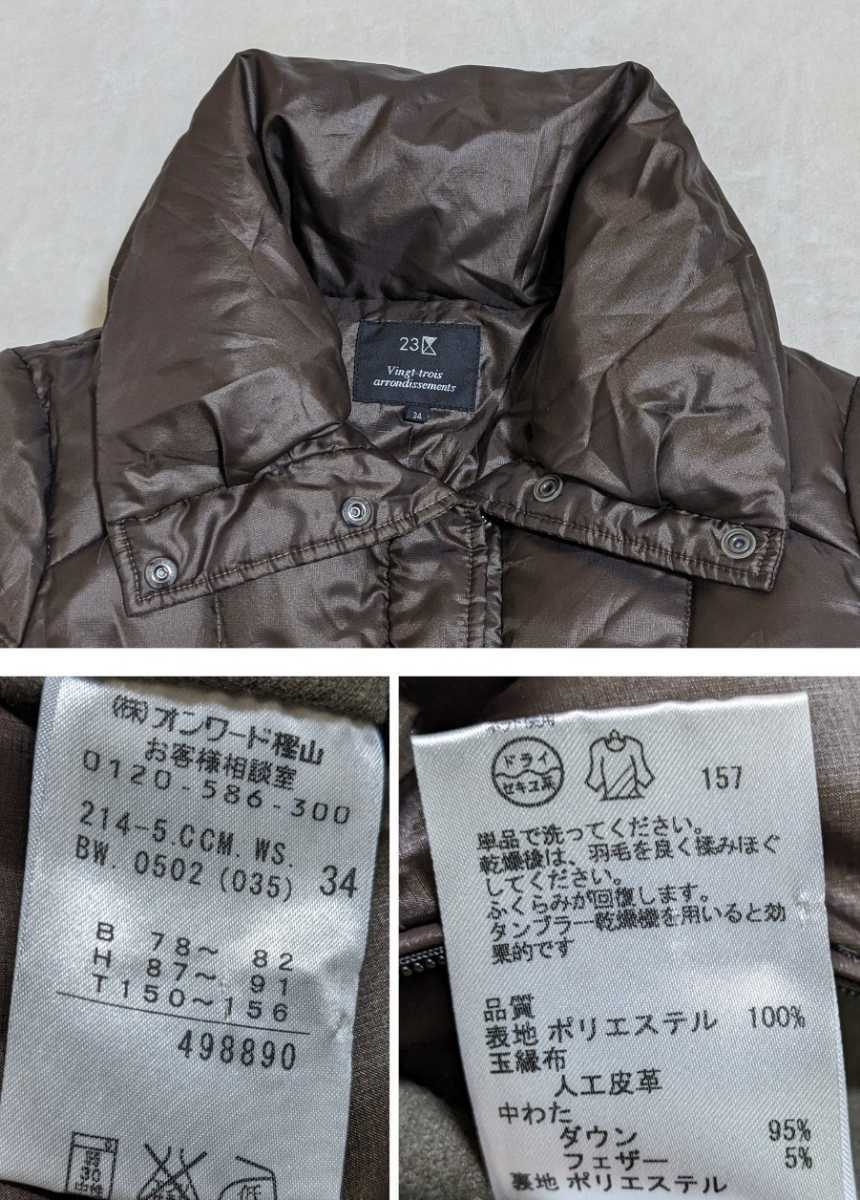 23区
Vingt-trois
arrondissements
34
(株)オンワード樫山
お客様相談室
0120-586-300
214-5.CCM.WS.
BW. 0502 (035) 34
B 78～ 82
H 87～ 91
T150～156
498890
低
ドライ
セキユ系
157
単品で洗ってください。
乾燥後は、羽毛を良く揉みほぐ
してください。
ふくらみが回復します。
タンブラー乾燥機を用いると効
果的です
品質
表地 ポリエステル 100%
玉縁布
人工皮革
中わた
ダウン 95%
フェザー 5%
裏地 ポリエステル